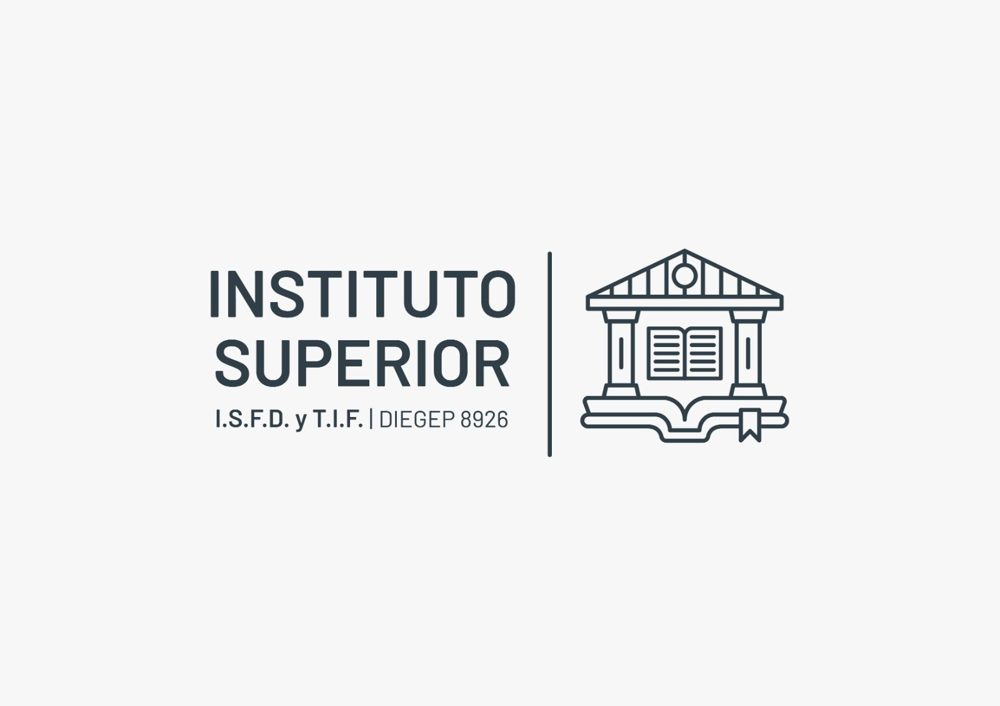 INSTITUTO
SUPERIOR
I.S.F.D. y T.I.F. | DIEGEP 8926